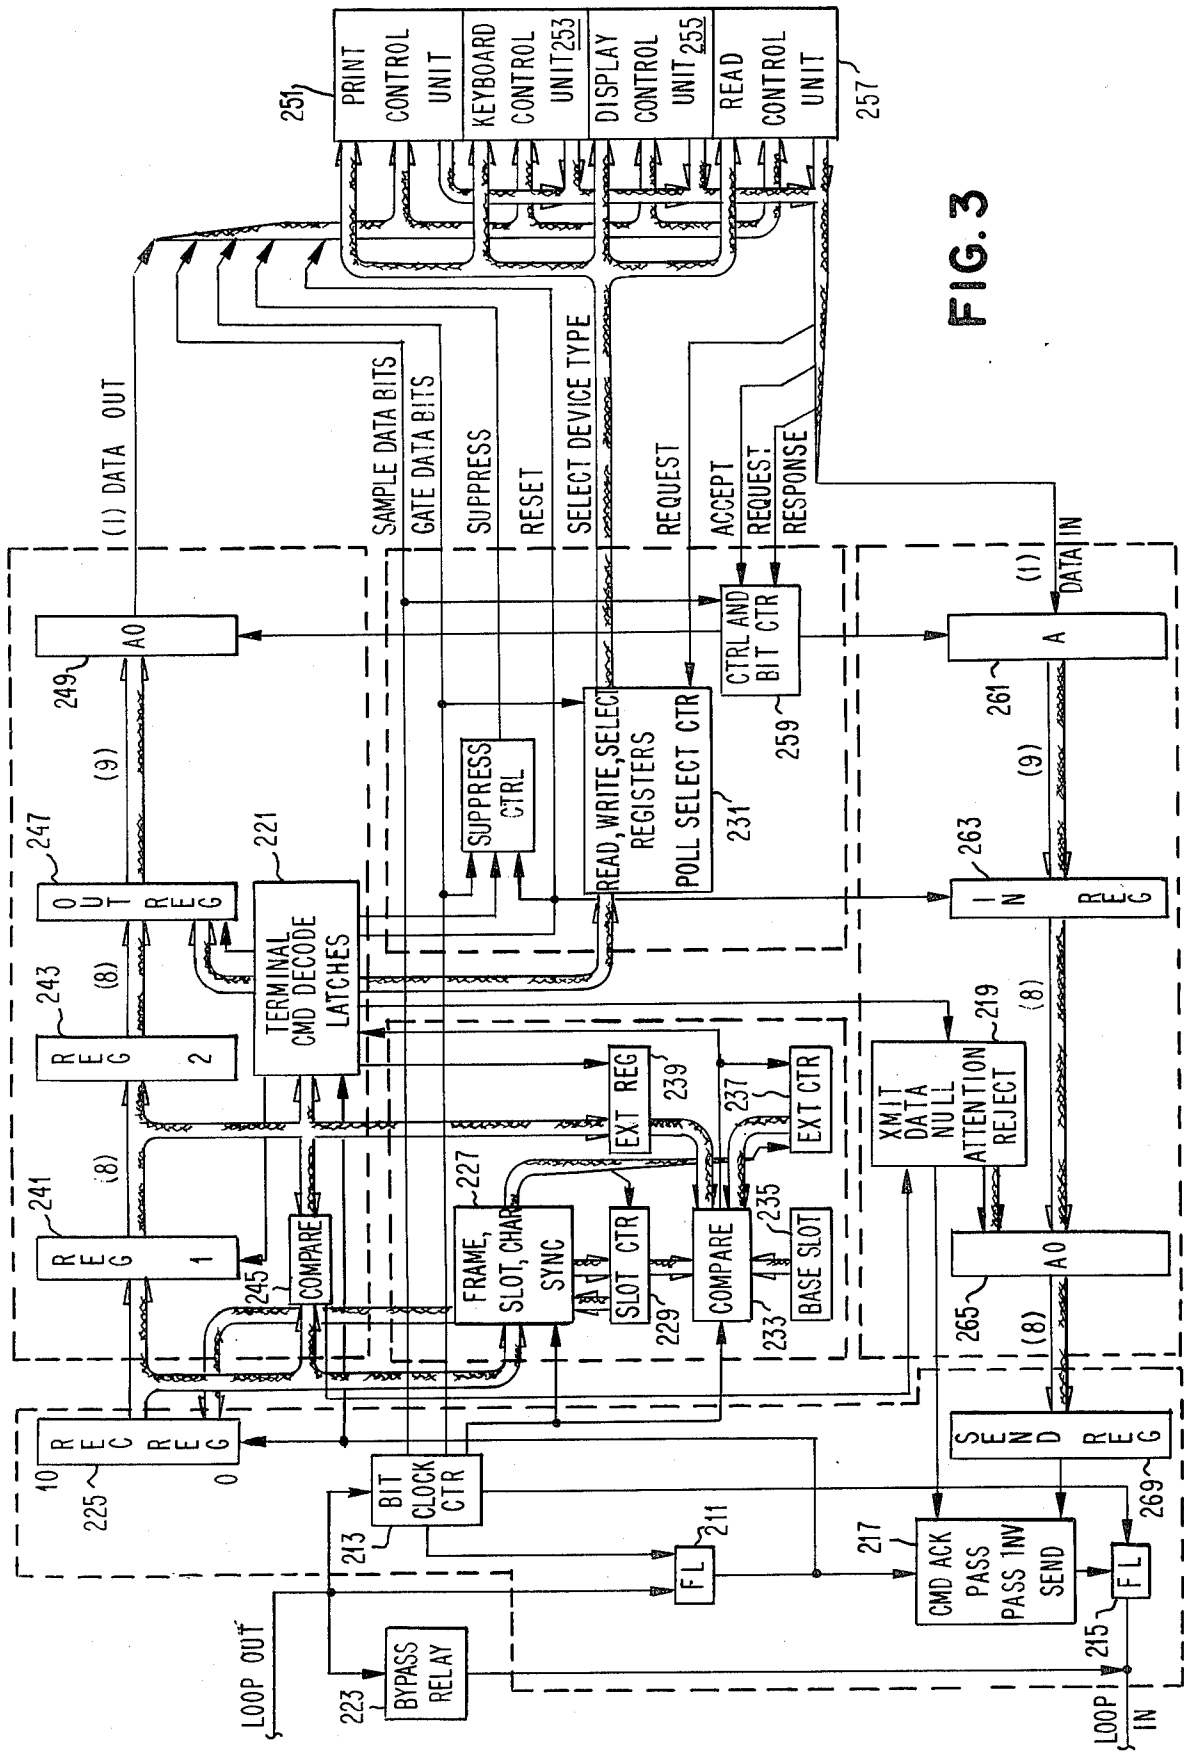 251
PRINT
CONTROL
UNIT
KEYBOARD
CONTROL
UNIT 253
DISPLAY
CONTROL
UNIT 255
READ
CONTROL
UNIT
257
(1) DATA OUT
SAMPLE DATA BITS
GATE DATA BITS
SUPPRESS
RESET
SELECT DEVICE TYPE
REQUEST
ACCEPT
REQUEST
RESPONSE
(1)
DATA IN
FIG. 3
249
AO
(9)
247
OUT REG
(8)
243
REG 2
(8)
241
REG 1
221
TERMINAL
CMD DECODE
LATCHES
245
COMPARE
SUPPRESS
CTRL
READ, WRITE, SELECT
REGISTERS
POLL SELECT CTR
231
CTRL AND
BIT CTR
259
A
261
(9)
263
IN REG
(8)
EXT REG
239
237
EXT CTR
227
FRAME,
SLOT, CHAR
SYNC
SLOT CTR
229
COMPARE
233
235
BASE SLOT
219
XMIT
DATA
NULL
ATTENTION
REJECT
AO
265
(8)
10
REC REG
0
225
BIT
CLOCK
CTR
213
211
FL
217
CMD ACK
PASS
PASS INV
SEND
SEND REG
269
FL
215
LOOP OUT
BYPASS
RELAY
223
LOOP
IN